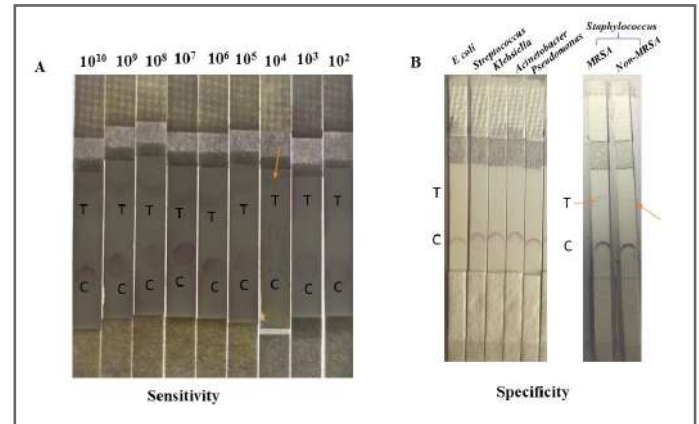 A
10¹⁰ 10⁹ 10⁸ 10⁷ 10⁶ 10⁵ 10⁴ 10³ 10²
T T T T T T T T T
C C C C C C C C C
Sensitivity
B
E coli
Streptococcus
Klebsiella
Acinetobacter
Pseudomonas
T
C
Staphylococcus
MRSA
Non-MRSA
T
C
Specificity